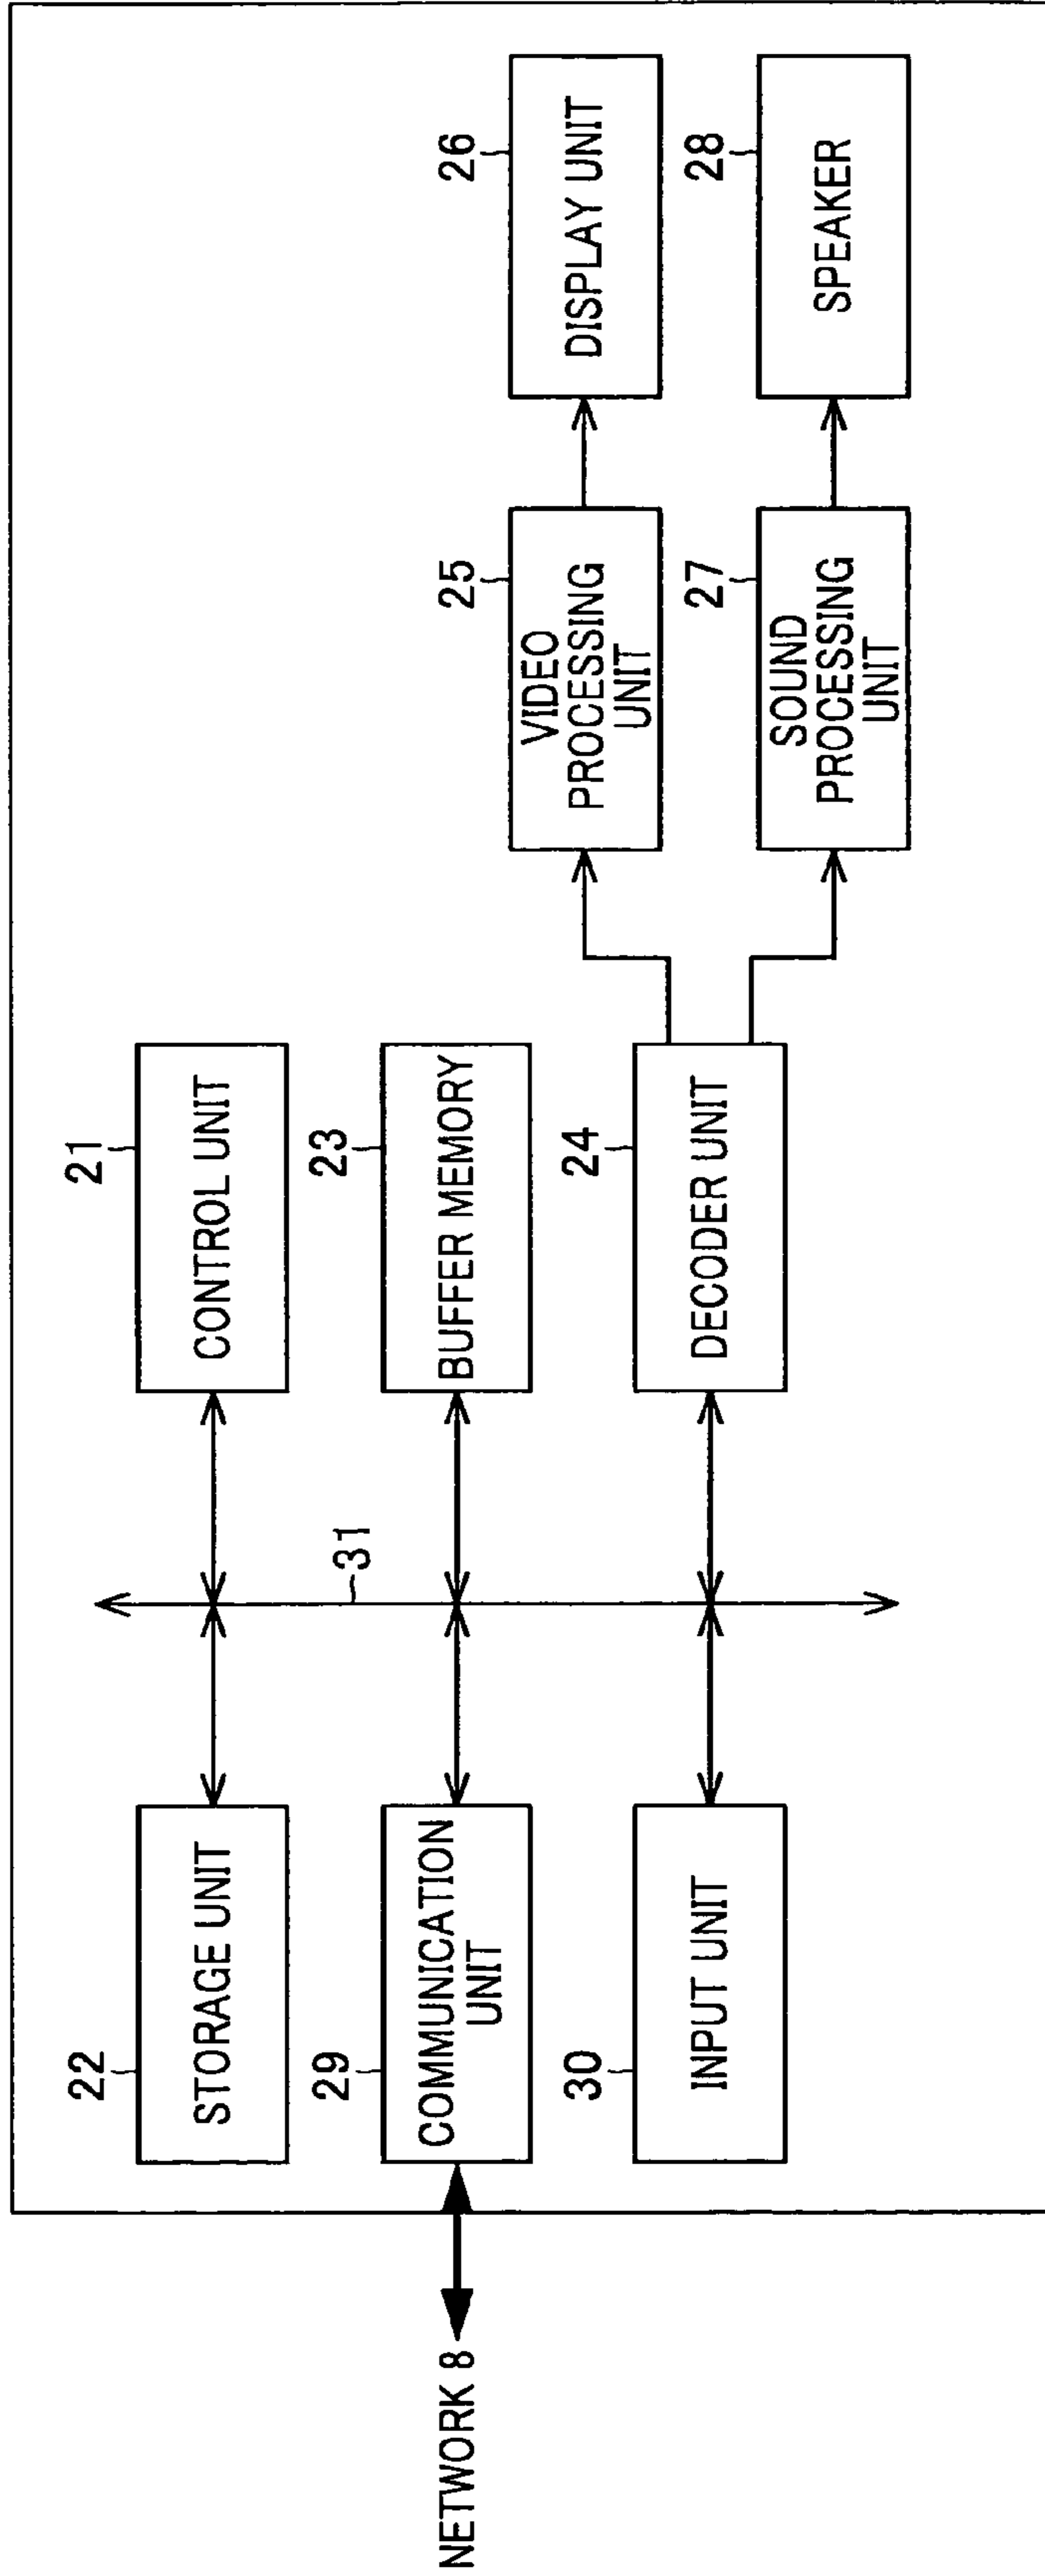 NETWORK 8
22
STORAGE UNIT
29
COMMUNICATION
UNIT
30
INPUT UNIT
31
21
CONTROL UNIT
23
BUFFER MEMORY
24
DECODER UNIT
25
VIDEO
PROCESSING
UNIT
27
SOUND
PROCESSING
UNIT
26
DISPLAY UNIT
28
SPEAKER